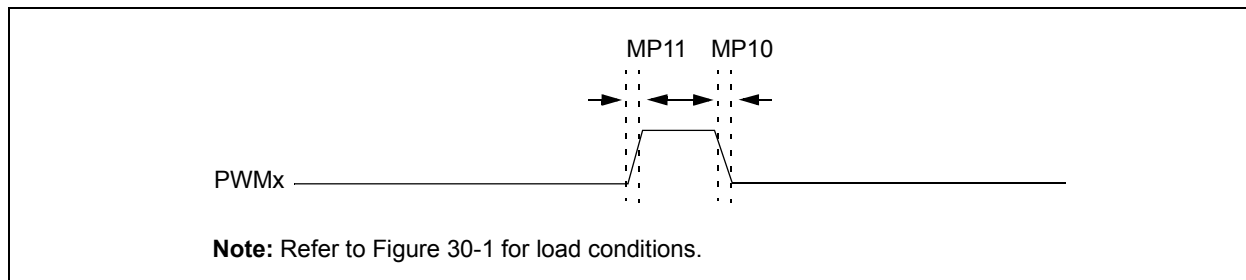 MP11 MP10
PWMx
Note: Refer to Figure 30-1 for load conditions.